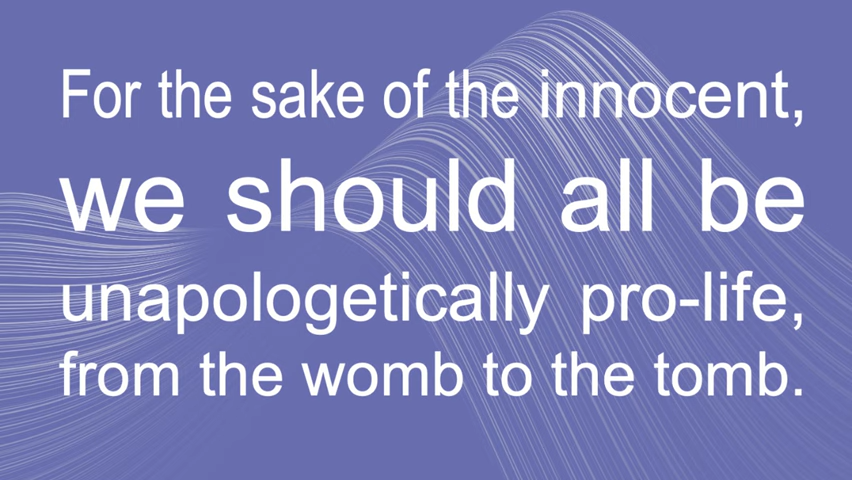 For the sake of the innocent,
we should all be
unapologetically pro-life,
from the womb to the tomb.